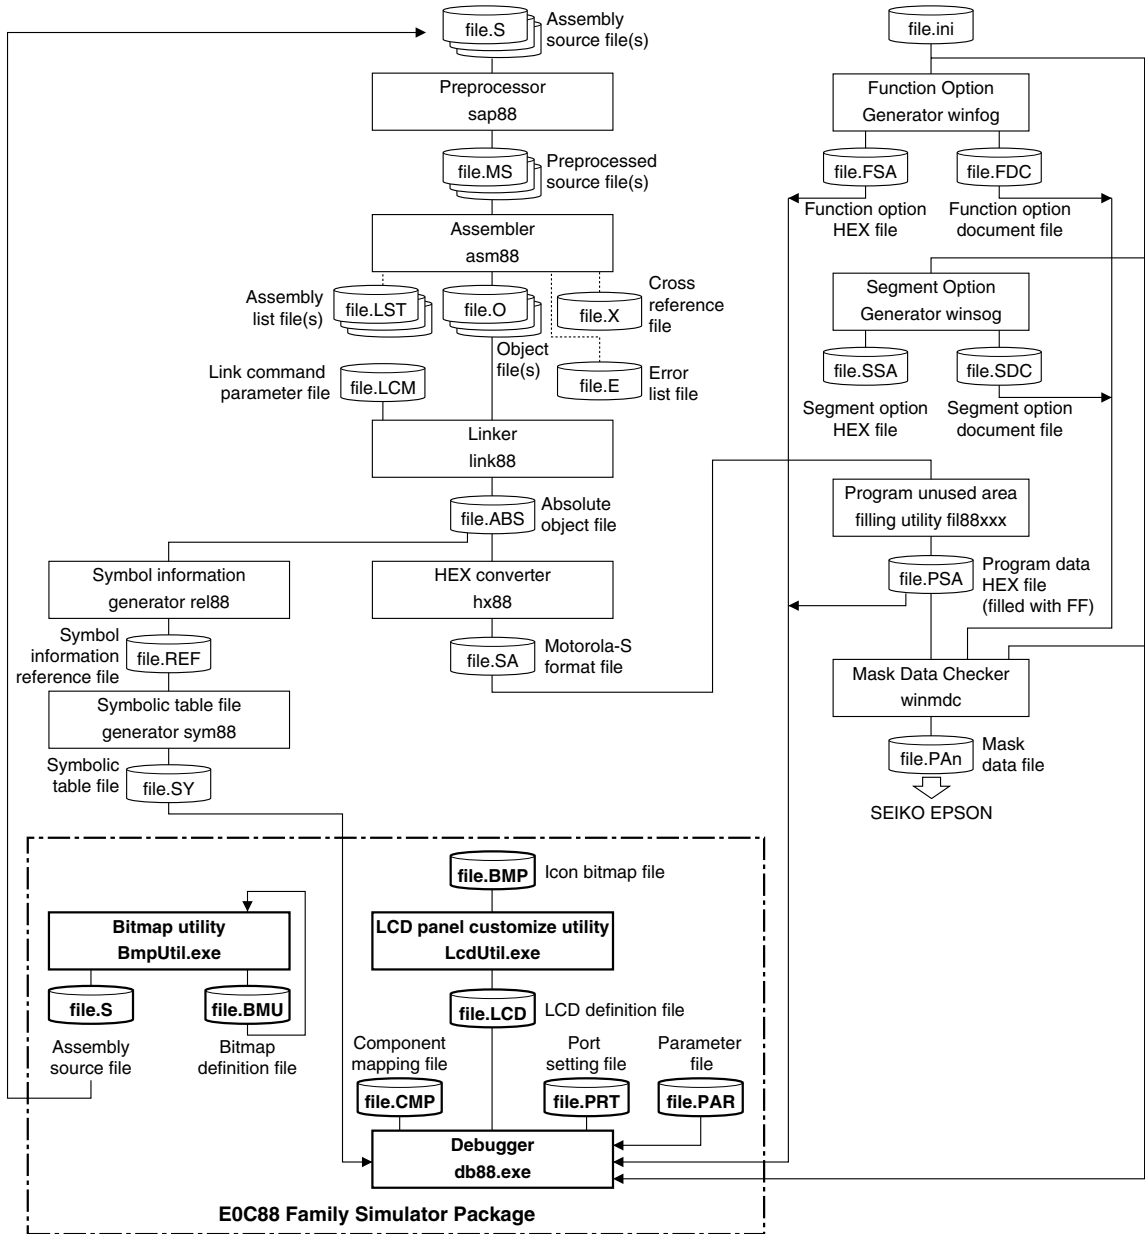 file.S
Assembly
source file(s)
file.ini
Preprocessor
sap88
Function Option
Generator winfog
file.MS
Preprocessed
source file(s)
file.FSA
file.FDC
Function option
HEX file
Function option
document file
Assembler
asm88
Assembly
list file(s)
file.LST
file.O
Object
file(s)
file.X
Cross
reference
file
Segment Option
Generator winsog
Link command
parameter file
file.LCM
file.E
Error
list file
file.SSA
file.SDC
Segment option
HEX file
Segment option
document file
Linker
link88
file.ABS
Absolute
object file
Program unused area
filling utility fil88xxx
Symbol information
generator rel88
HEX converter
hx88
file.PSA
Program data
HEX file
(filled with FF)
Symbol
information
reference file
file.REF
file.SA
Motorola-S
format file
Mask Data Checker
winmdc
Symbolic table file
generator sym88
Symbolic
table file
file.SY
file.PAn
Mask
data file
SEIKO EPSON
file.BMP
Icon bitmap file
Bitmap utility
BmpUtil.exe
LCD panel customize utility
LcdUtil.exe
file.S
file.BMU
file.LCD
LCD definition file
Assembly
source file
Bitmap
definition file
Component
mapping file
Port
setting file
Parameter
file
file.CMP
file.PRT
file.PAR
Debugger
db88.exe
E0C88 Family Simulator Package